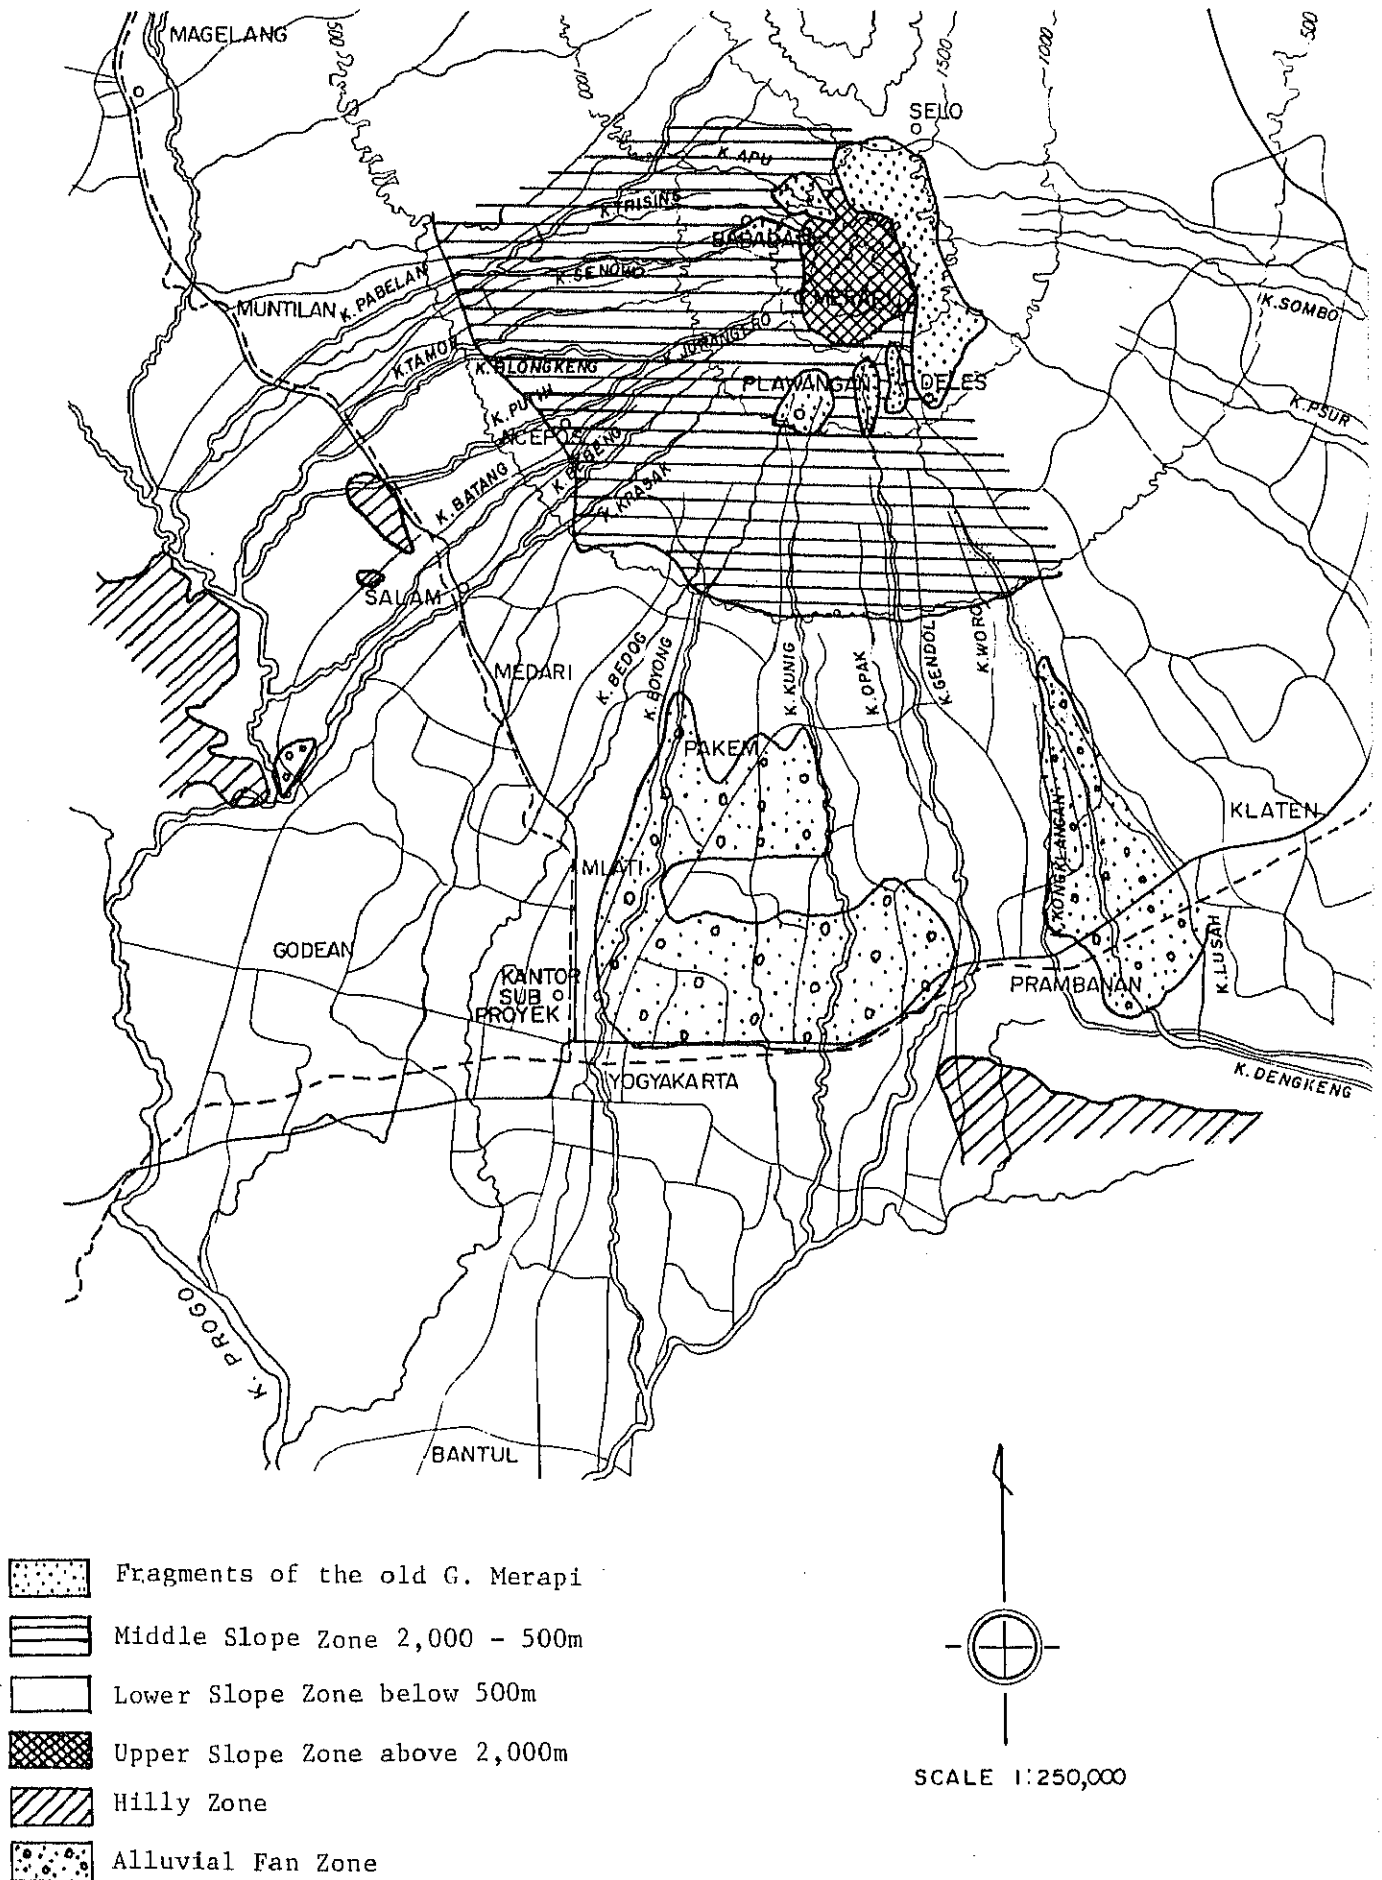 MAGELANG
500
1000
1500
1000
500
SELO
K.APU
K.TRISING
BABADAN
K.SENOWO
K.PABELAN
MUNTILAN
G.MERAPI
K.SOMBO
K.TAMOR
K.BLONGKENG
K.PUTIH
PLAWANGAN
DELES
K.PSUR
K.BEBENG
K.BATANG
K.KRASAK
SALAM
MEDARI
K. BEDOG
K.BOYONG
K.KUNIG
K.OPAK
K.GENDOL
K.WORO
PAKEM
K.KONGKLANGAN
KLATEN
MLATI
GODEAN
KANTOR
SUB
PROYEK
PRAMBANAN
K.LUSAH
YOGYAKARTA
K.DENGKENG
K. PROGO
BANTUL
Fragments of the old G. Merapi
Middle Slope Zone 2,000 - 500m
Lower Slope Zone below 500m
Upper Slope Zone above 2,000m
Hilly Zone
Alluvial Fan Zone
SCALE 1:250,000